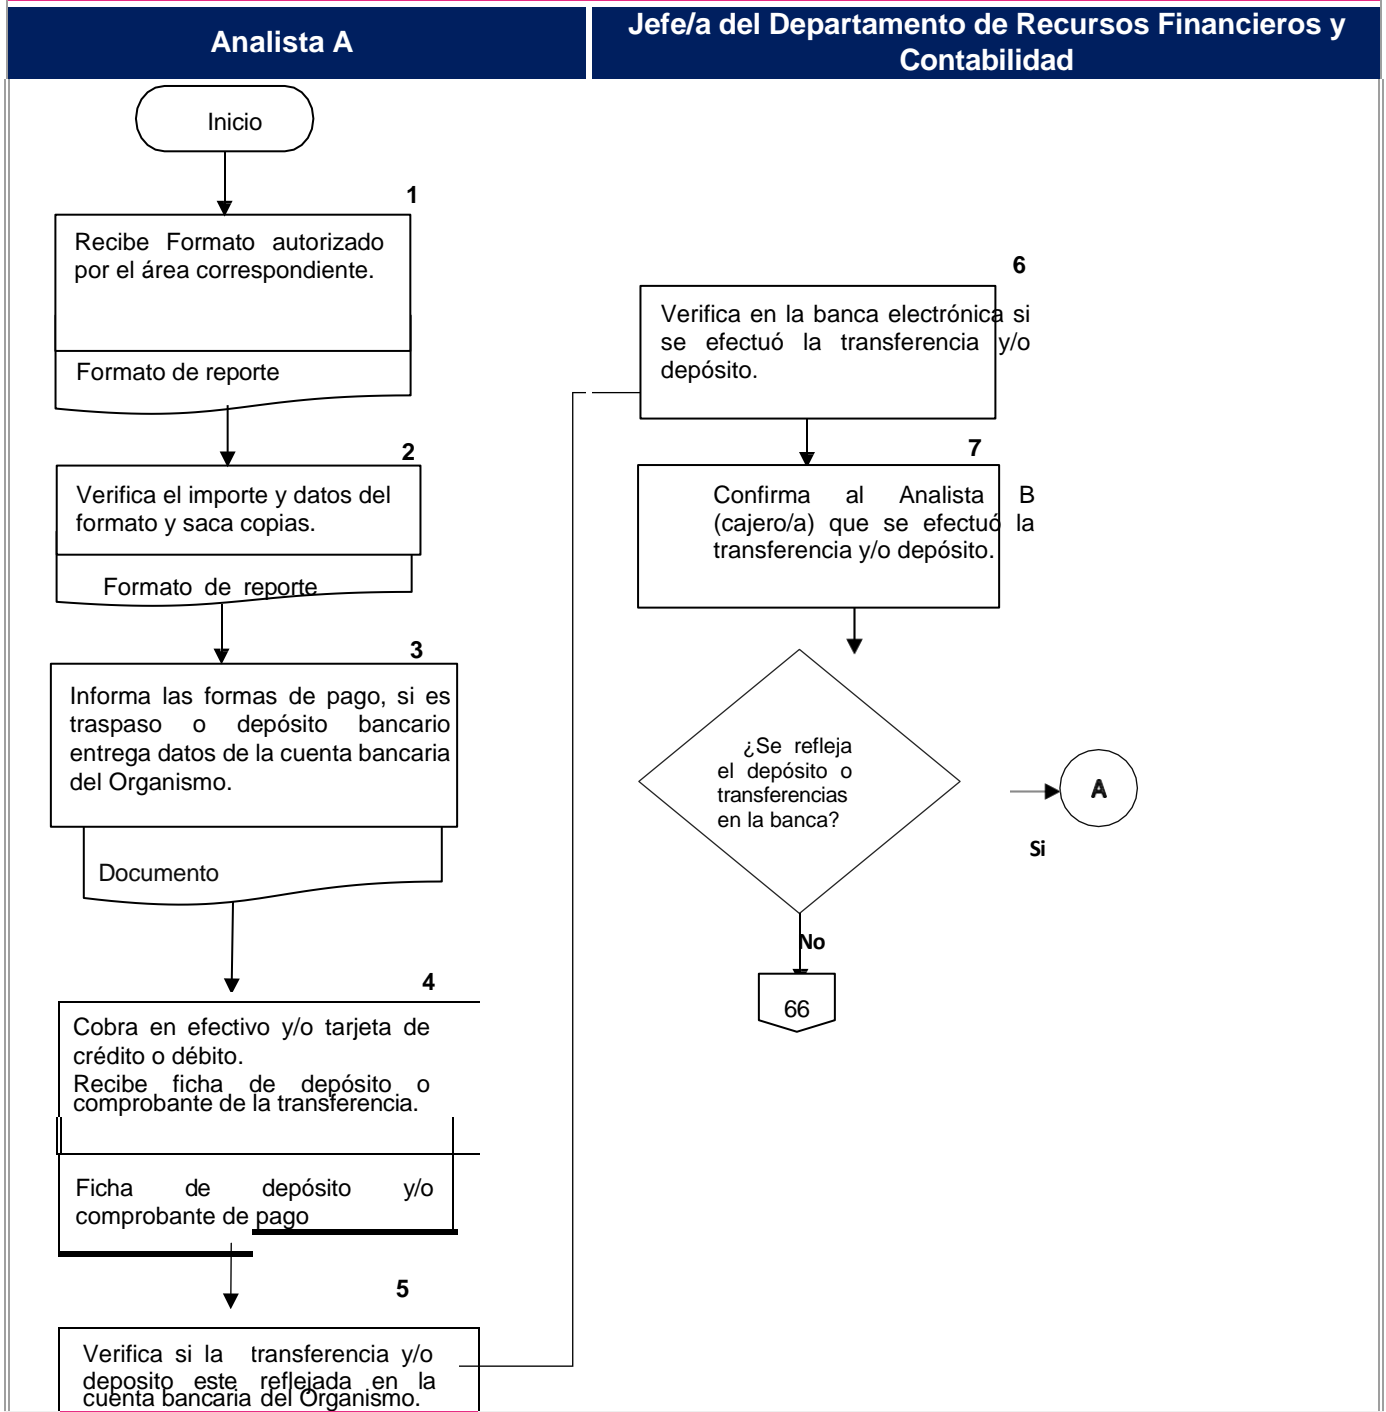 Analista A
Jefe/a del Departamento de Recursos Financieros y
Contabilidad
Inicio
1
Recibe Formato autorizado
por el área correspondiente.
Formato de reporte
2
Verifica el importe y datos del
formato y saca copias.
Formato de reporte
3
Informa las formas de pago, si es
traspaso o depósito bancario
entrega datos de la cuenta bancaria
del Organismo.
Documento
4
Cobra en efectivo y/o tarjeta de
crédito o débito.
Recibe ficha de depósito o
comprobante de la transferencia.
Ficha de depósito y/o
comprobante de pago
5
Verifica si la transferencia y/o
deposito este reflejada en la
cuenta bancaria del Organismo.
6
Verifica en la banca electrónica si
se efectuó la transferencia y/o
depósito.
7
Confirma al Analista B
(cajero/a) que se efectuó la
transferencia y/o depósito.
¿Se refleja
el depósito o
transferencias
en la banca?
A
Si
No
66